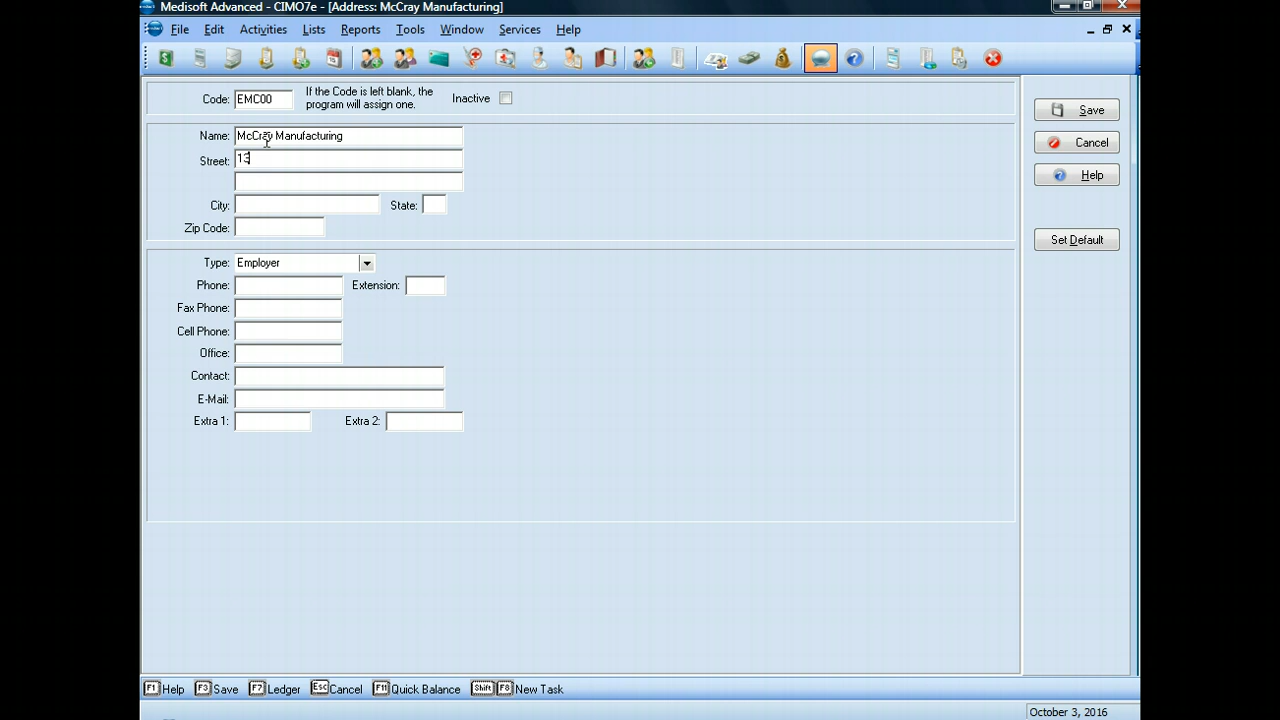 Medisoft Advanced - CIMO7e - [Address: McCray Manufacturing]
File Edit Activities Lists Reports Tools Window Services Help
Code: EMC00 If the Code is left blank, the program will assign one. Inactive
Name: McCray Manufacturing
Street: 13
City: State:
Zip Code:
Type: Employer
Phone: Extension:
Fax Phone:
Cell Phone:
Office:
Contact:
E-Mail:
Extra 1: Extra 2:
Save
Cancel
Help
Set Default
F1 Help F3 Save F7 Ledger Esc Cancel F11 Quick Balance Shift F8 New Task
October 3, 2016